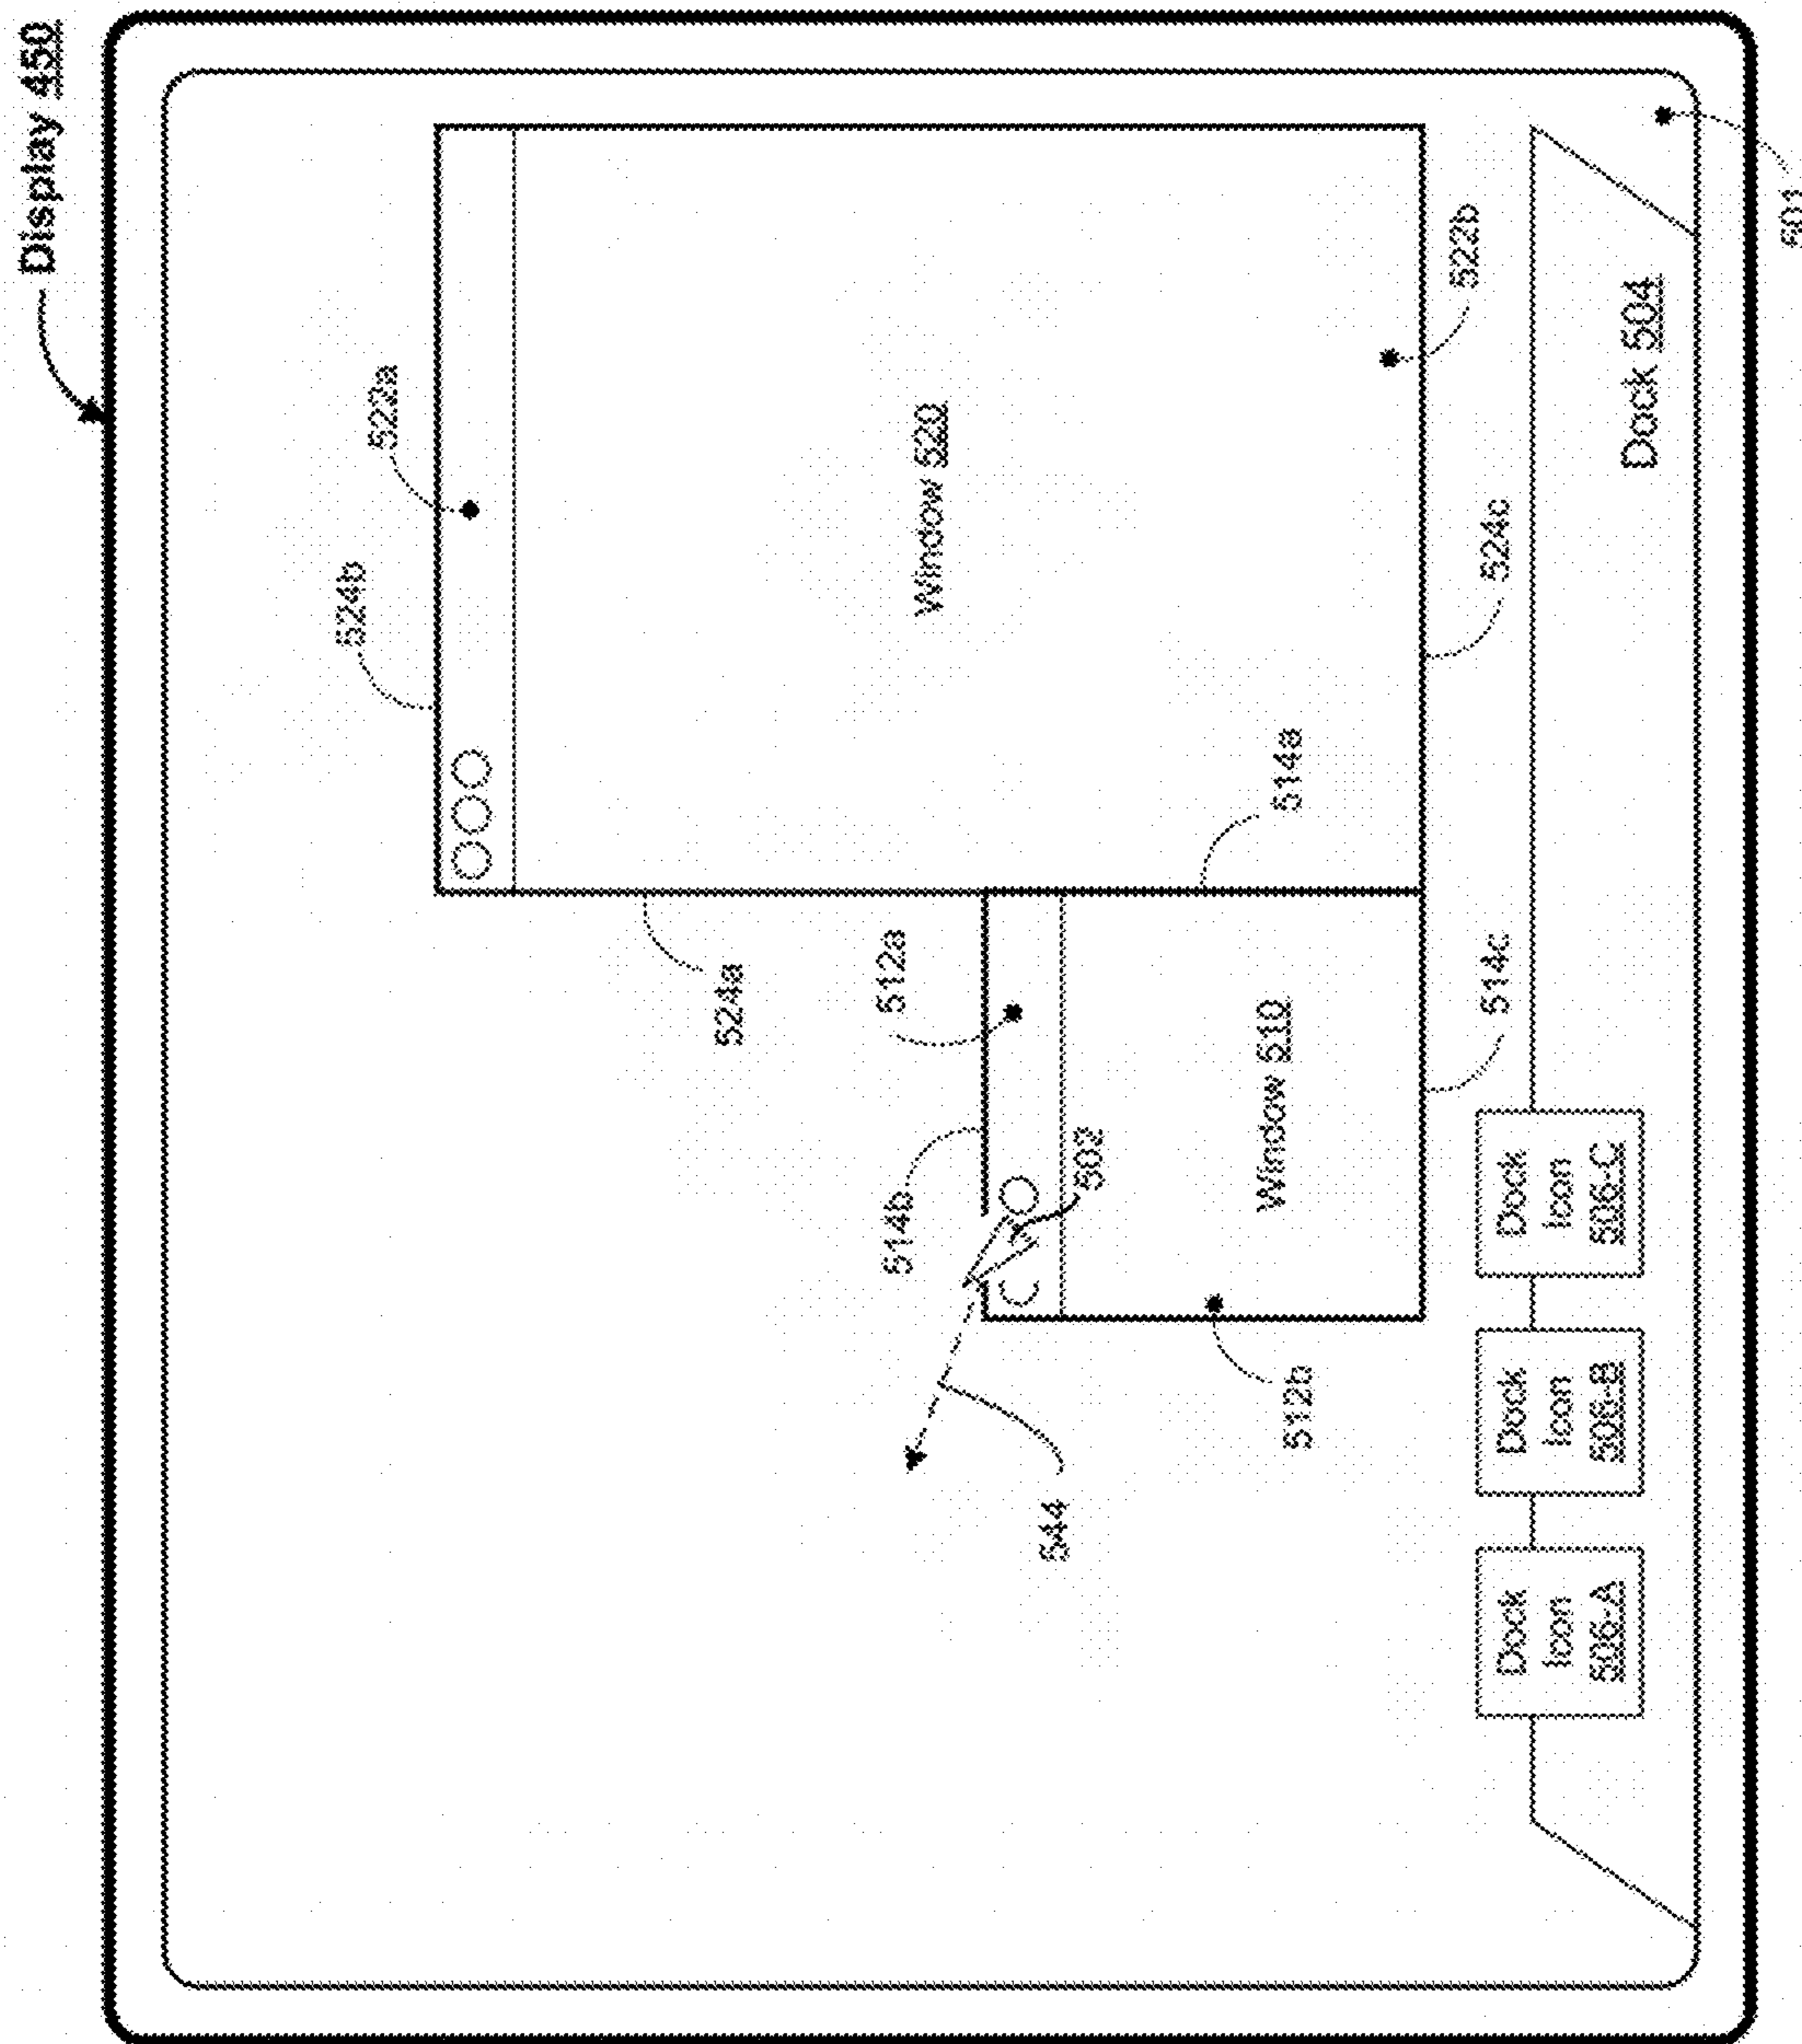 Display 450
524b
522a
524a
514b
512a
Window 520
544
502
Window 510
514a
512b
522b
514c
524c
Dock
Icon
506-A
Dock
Icon
506-B
Dock
Icon
506-C
Dock 504
501